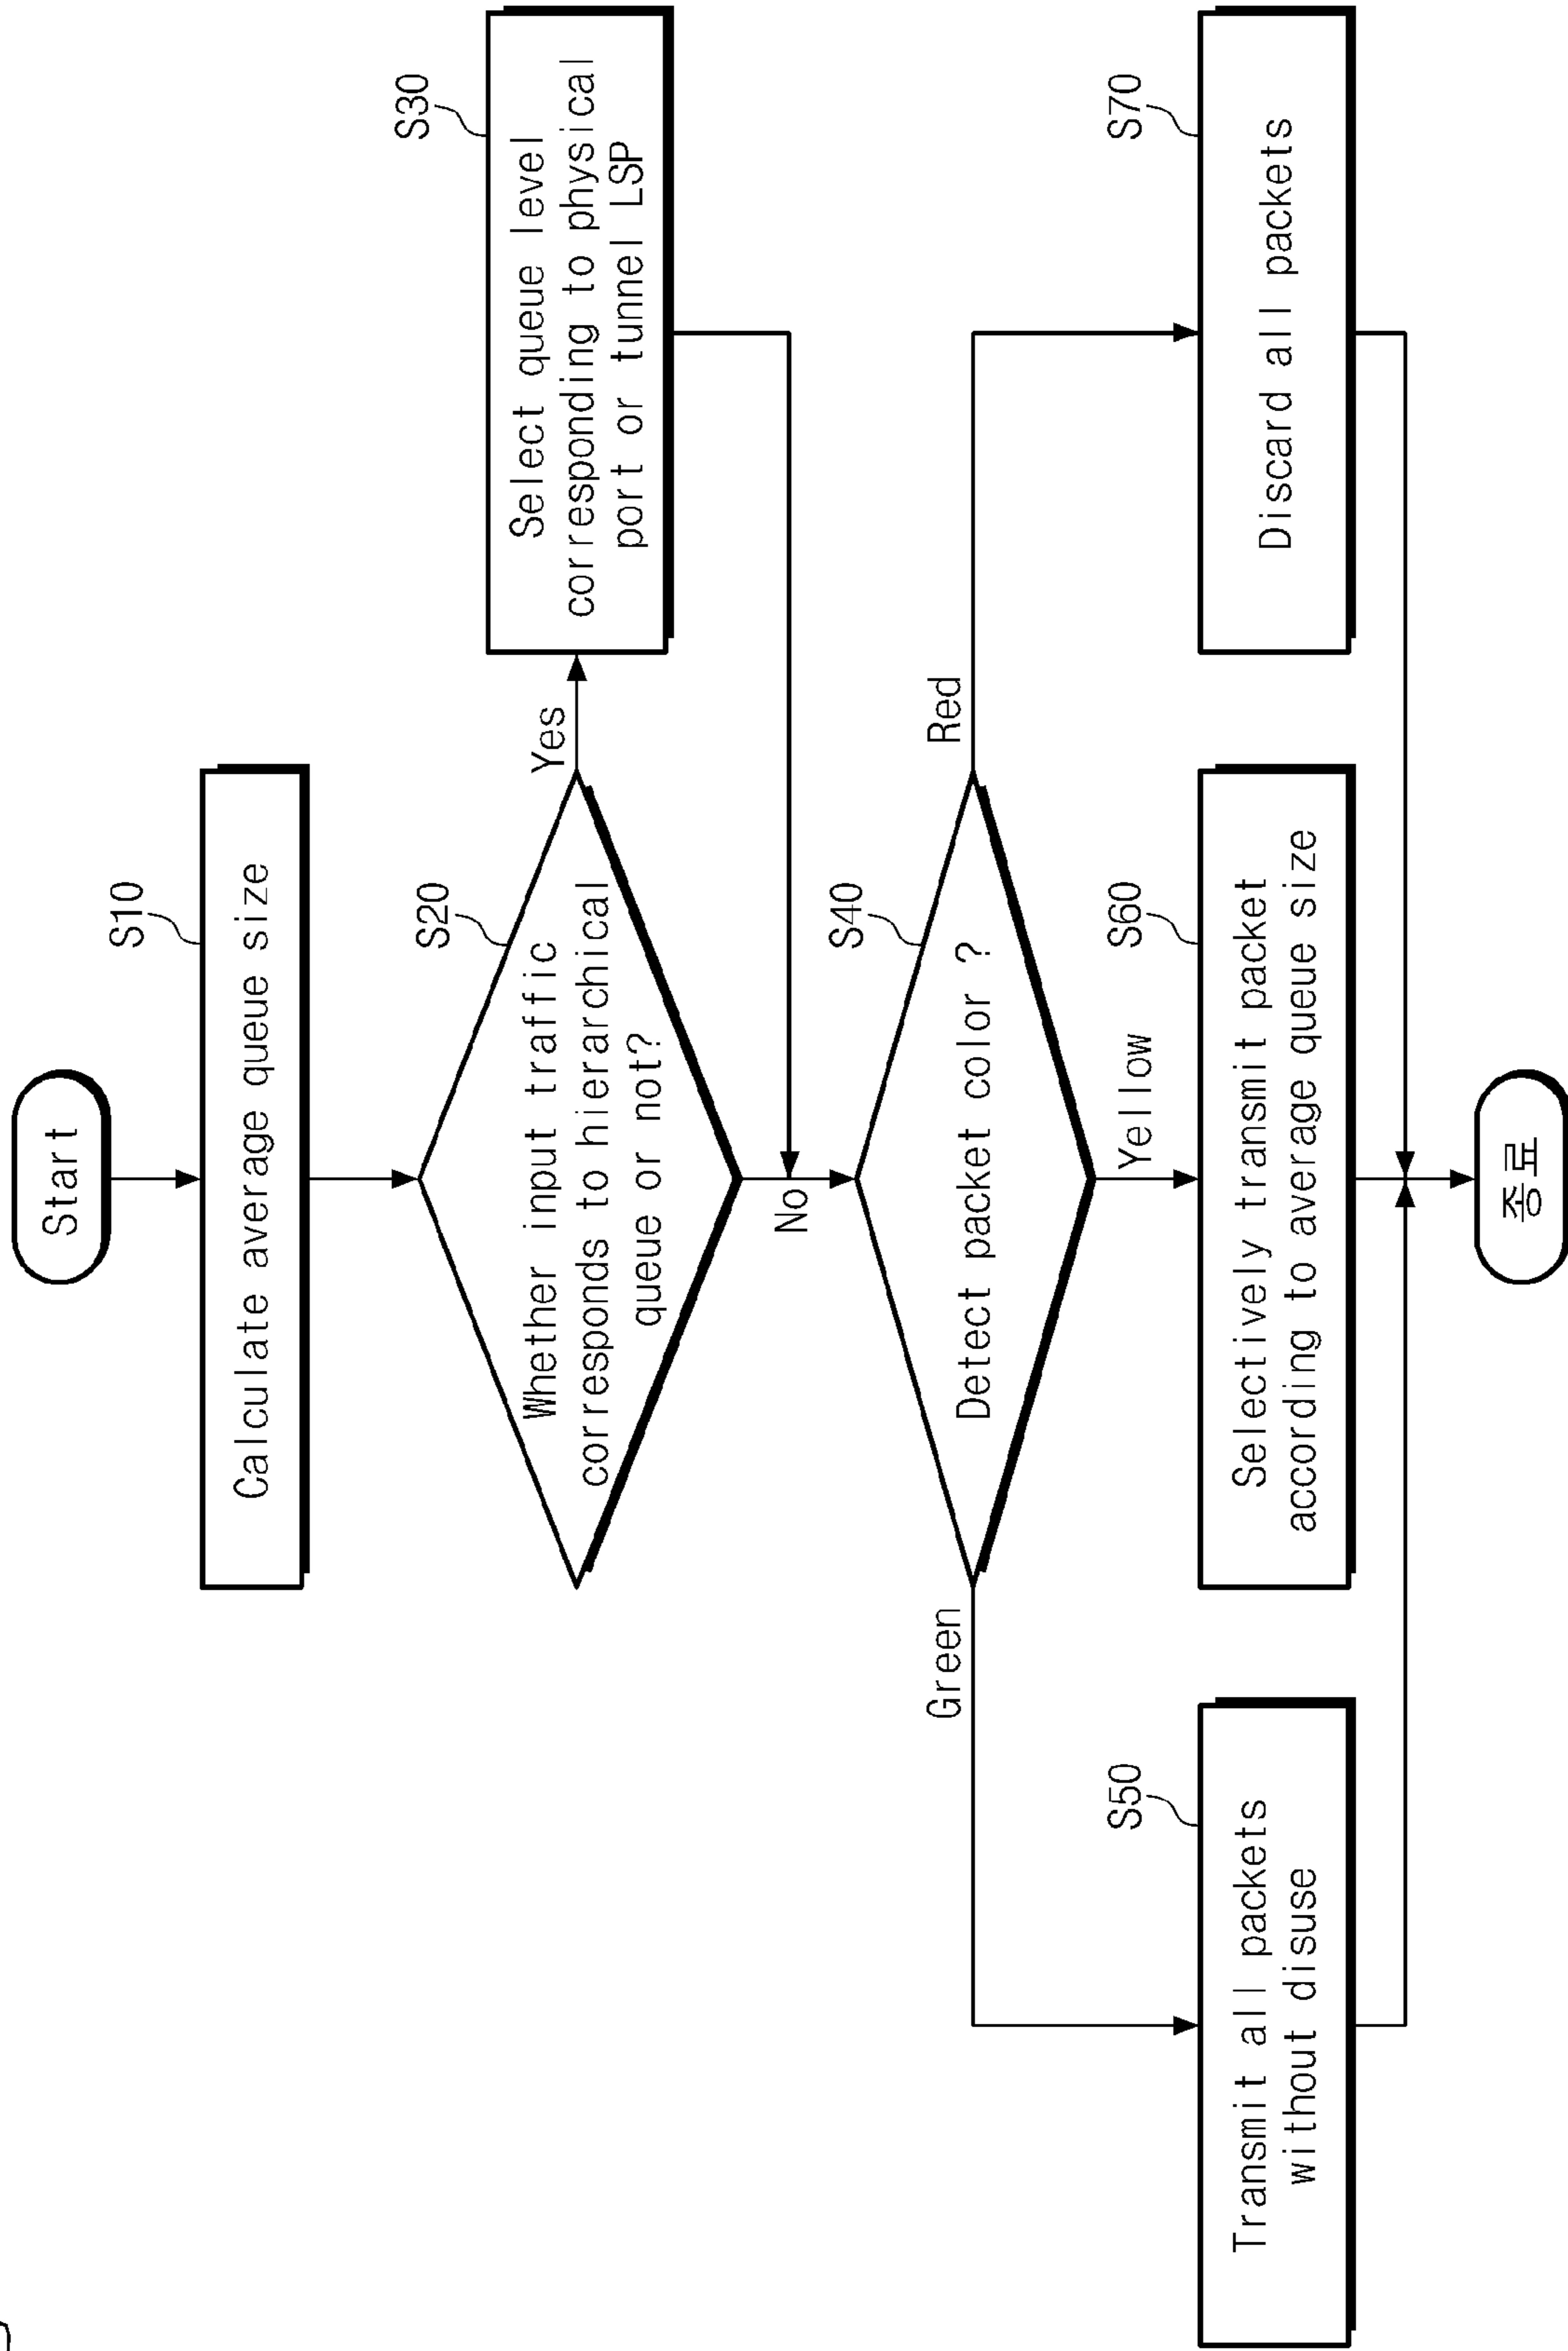 Start
S10
Calculate average queue size
S20
Whether input traffic
corresponds to hierarchical
queue or not?
Yes
S30
Select queue level
corresponding to physical
port or tunnel LSP
No
S40
Detect packet color ?
Green
Yellow
Red
S50
Transmit all packets
without disuse
S60
Selectively transmit packet
according to average queue size
S70
Discard all packets
종료